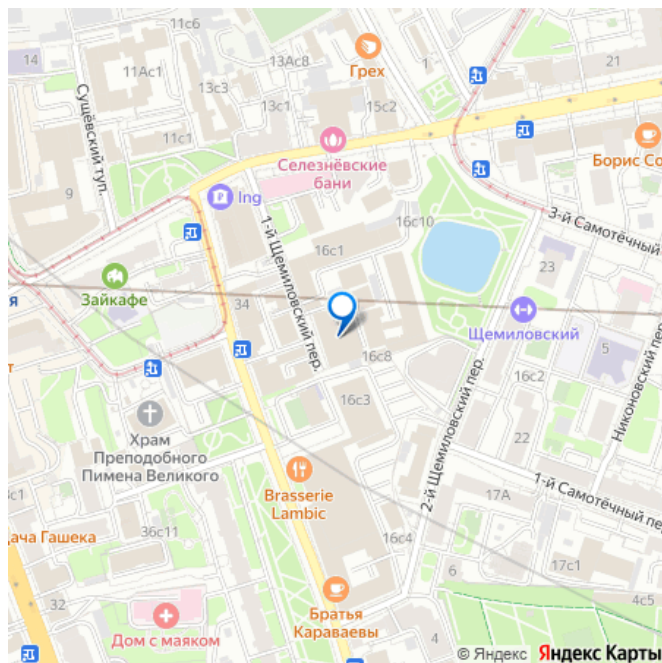 11с6
14
11Ас1
13Ас8
Грех
1
21
13с3
13с1
15с2
Сущёвский туп.
11с1
Селезнёвские
бани
Борис Со
9
Ing
1-й Щемиловский пер.
16с10
3-й Самотёчный
16с1
23
я
Зайкафе
34
Щемиловский
т
16с8
5
16с2
Никоновский пер.
16с3
Храм
Преподобного
Пимена Великого
2-й Щемиловский пер.
22
Brasserie
Lambic
8с1
17А
1-й Самотёчный пер
дача Гашека
36с11
16с4
17с1
32
6
4с5
Дом с маяком
Братья
Караваевы
4
© Яндекс Яндекс Карты